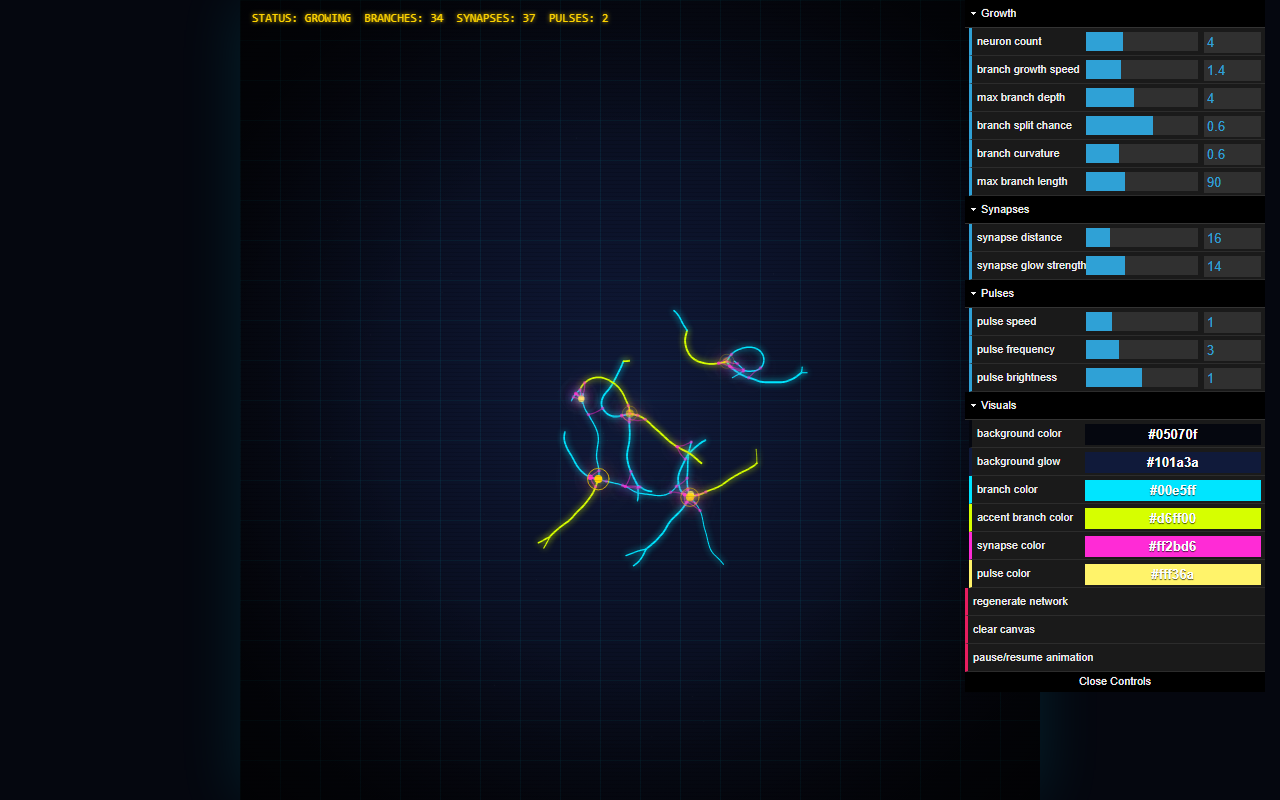 STATUS: GROWING BRANCHES: 34 SYNAPSES: 37 PULSES: 2
Growth
neuron count 4
branch growth speed 1.4
max branch depth 4
branch split chance 0.6
branch curvature 0.6
max branch length 90
Synapses
synapse distance 16
synapse glow strength 14
Pulses
pulse speed 1
pulse frequency 3
pulse brightness 1
Visuals
background color #05070f
background glow #101a3a
branch color #00e5ff
accent branch color #d6ff00
synapse color #ff2bd6
pulse color #fff36a
regenerate network
clear canvas
pause/resume animation
Close Controls